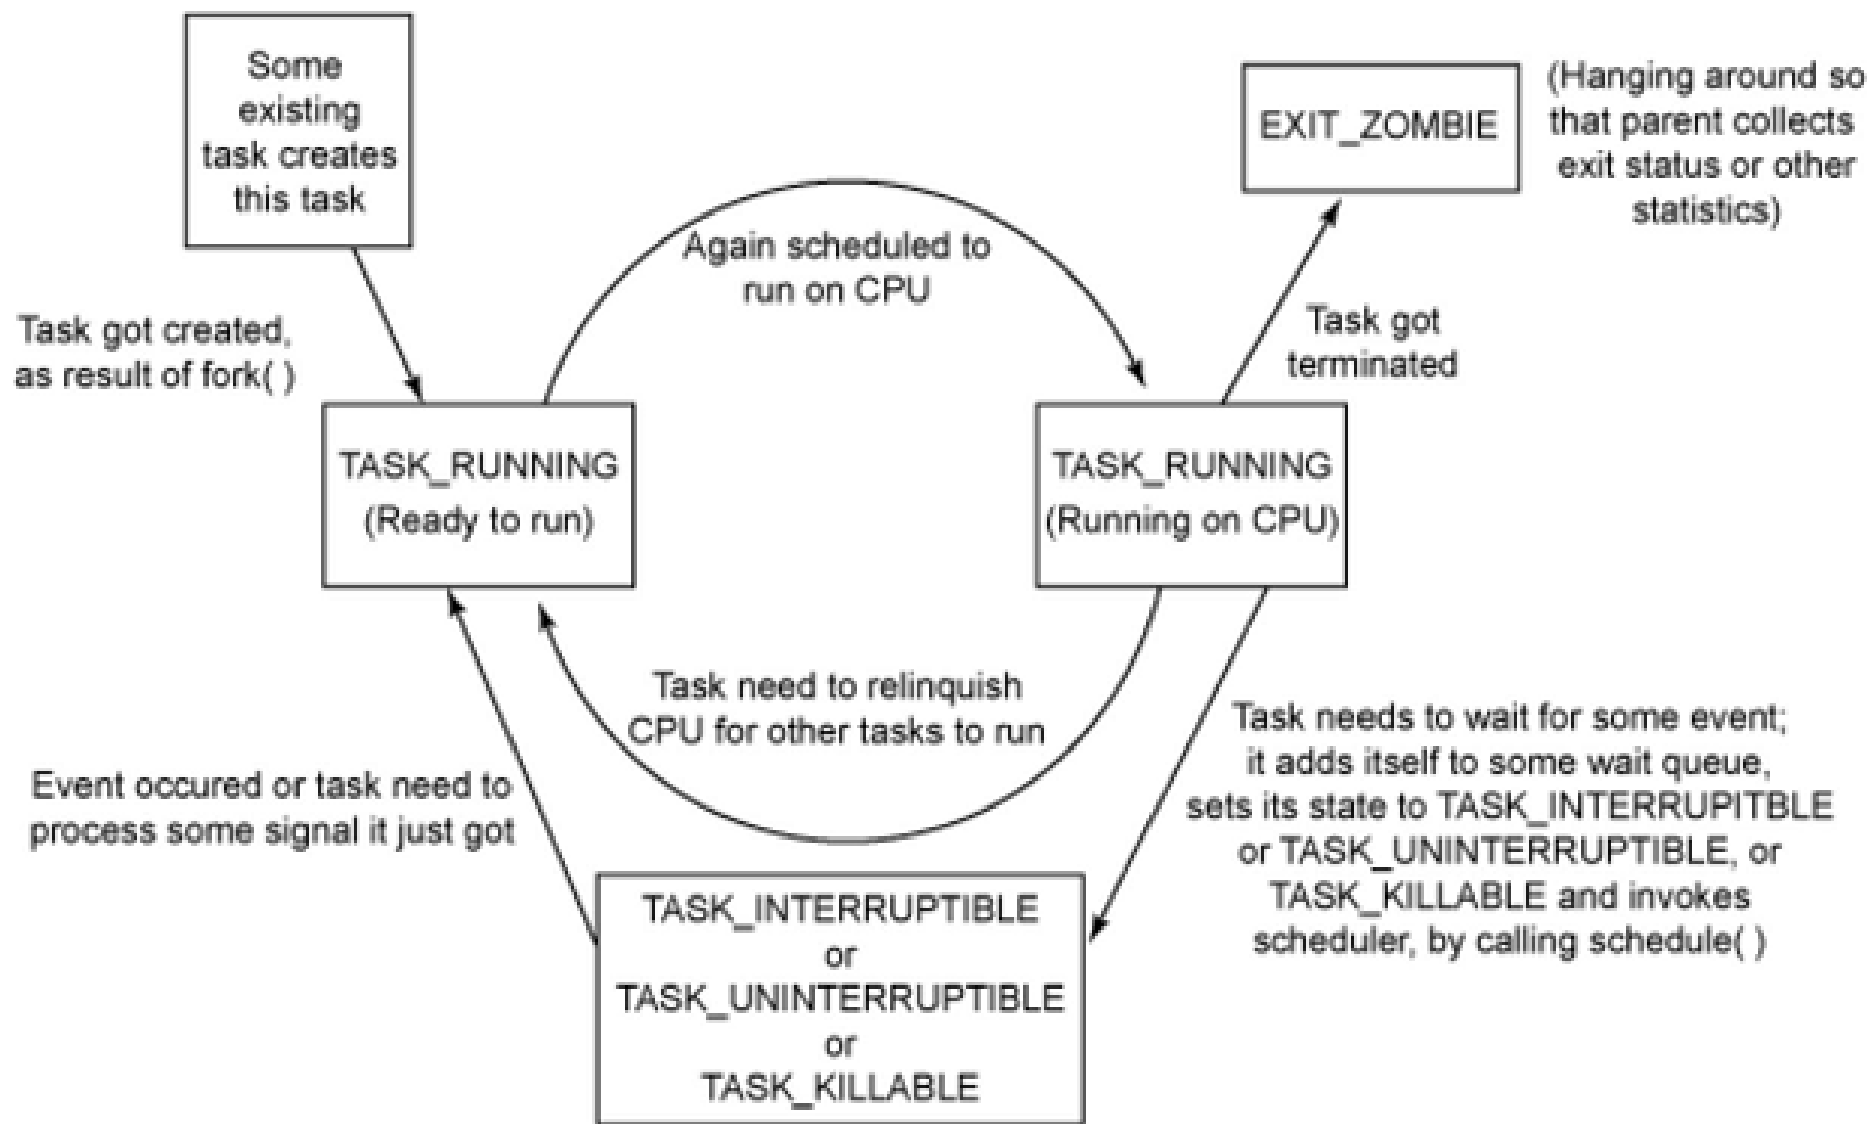 Some
existing
task creates
this task
EXIT_ZOMBIE
(Hanging around so
that parent collects
exit status or other
statistics)
Again scheduled to
run on CPU
Task got created,
as result of fork( )
Task got
terminated
TASK_RUNNING
(Ready to run)
TASK_RUNNING
(Running on CPU)
Task need to relinquish
CPU for other tasks to run
Event occured or task need to
process some signal it just got
Task needs to wait for some event;
it adds itself to some wait queue,
sets its state to TASK_INTERRUPITBLE
or TASK_UNINTERRUPTIBLE, or
TASK_KILLABLE and invokes
scheduler, by calling schedule( )
TASK_INTERRUPTIBLE
or
TASK_UNINTERRUPTIBLE
or
TASK_KILLABLE